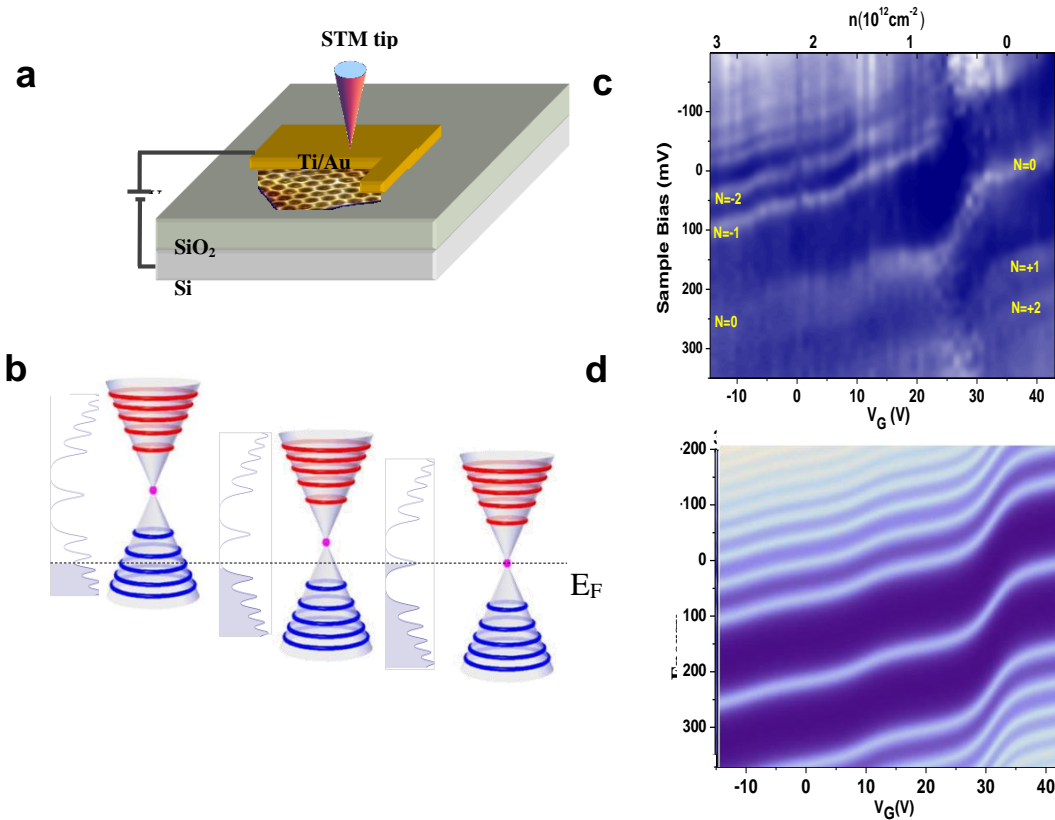 a
STM tip
Ti/Au
SiO2
Si
b
EF
c
n(10^12 cm^-2)
3 2 1 0
Sample Bias (mV)
-100
0
100
200
300
N=-2
N=-1
N=0
N=0
N=+1
N=+2
-10 0 10 20 30 40
VG (V)
d
-200
-100
0
100
200
300
-10 0 10 20 30 40
VG(V)